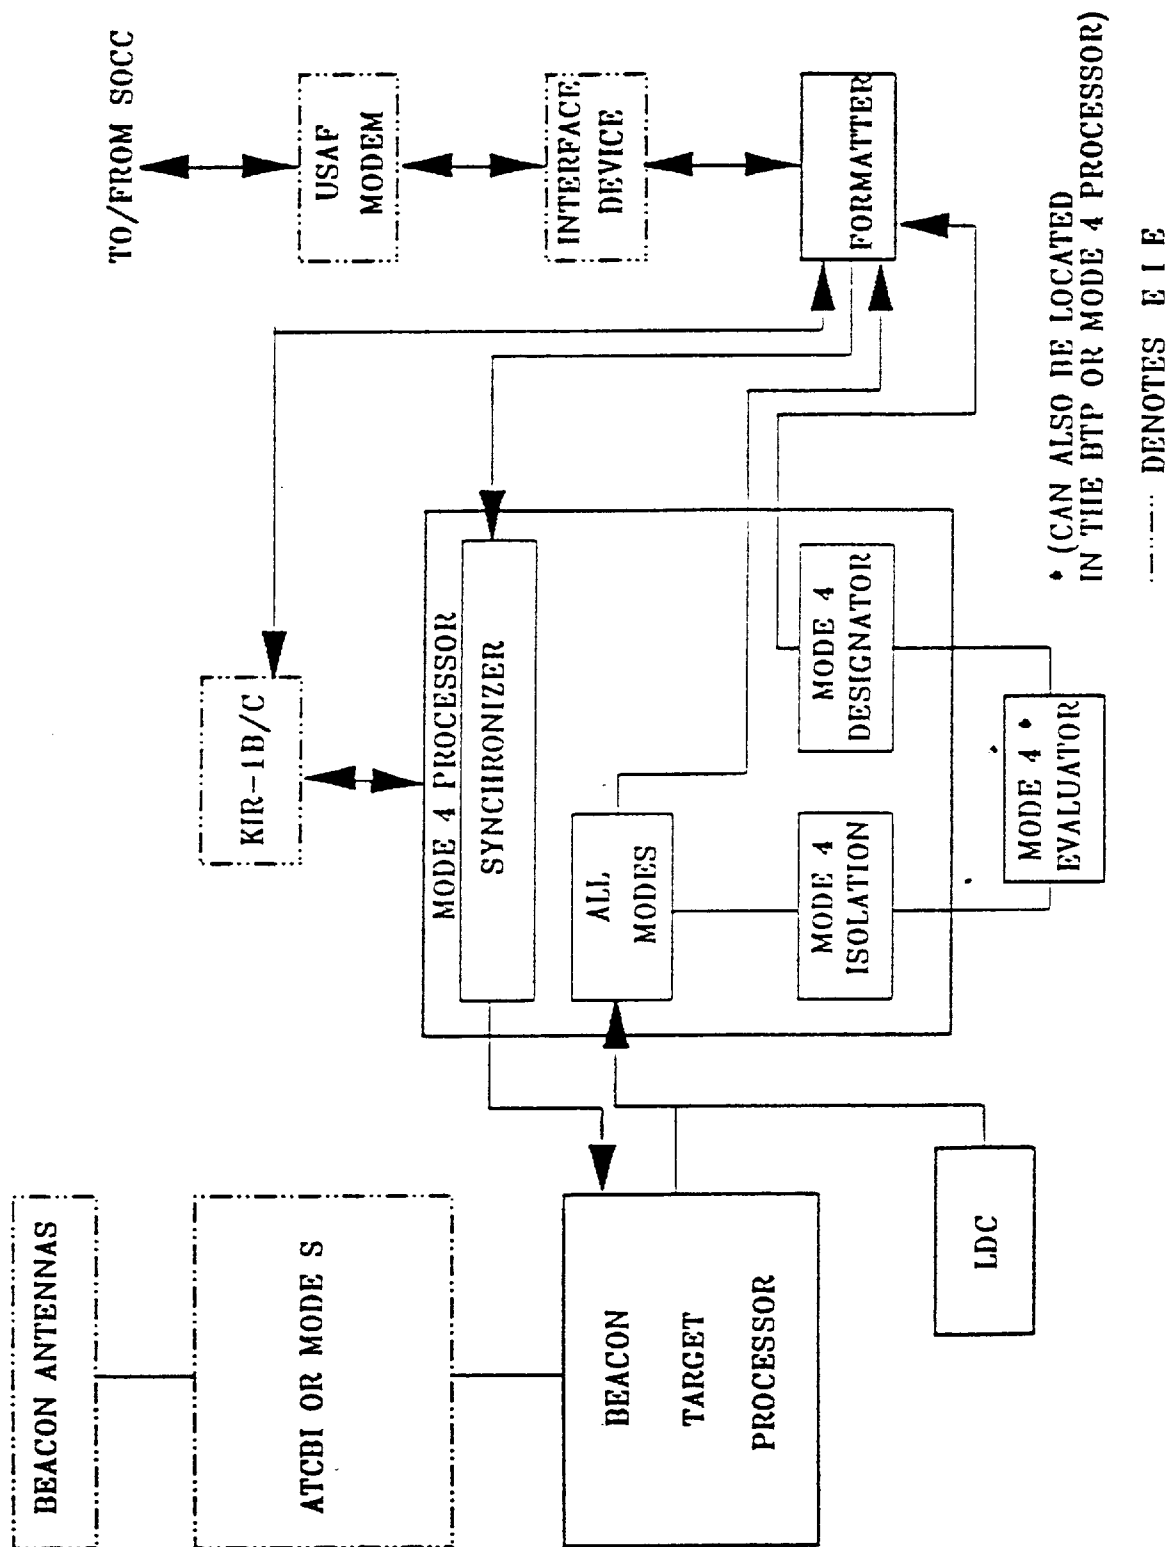 BEACON ANTENNAS
ATCBI OR MODE S
BEACON
TARGET
PROCESSOR
LDC
KIR-1B/C
MODE 4 PROCESSOR
SYNCHRONIZER
ALL
MODES
MODE 4
ISOLATION
MODE 4
DESIGNATOR
MODE 4 *
EVALUATOR
TO/FROM SOCC
USAF
MODEM
INTERFACE
DEVICE
FORMATTER
* (CAN ALSO BE LOCATED
IN THE BTP OR MODE 4 PROCESSOR)
DENOTES E I E